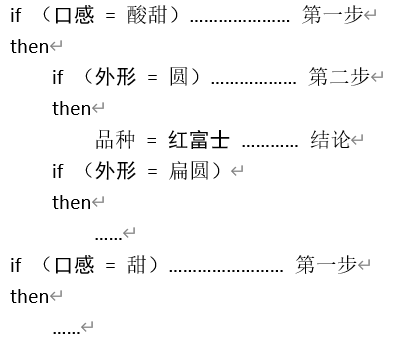 if （口感 = 酸甜）………………… 第一步↵
then↵
if （外形 = 圆）……………… 第二步↵
then↵
品种 = 红富士 ………… 结论↵
if （外形 = 扁圆）↵
then↵
……↵
if （口感 = 甜）…………………… 第一步↵
then↵
……↵